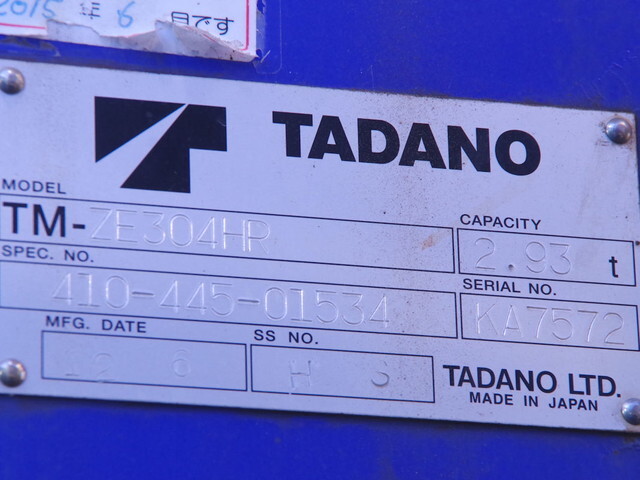 2015 年 6 月です
TADANO
MODEL
TM-ZE304HR
CAPACITY
2.93 t
SPEC. NO.
410-445-01534
SERIAL NO.
KA7572
MFG. DATE
12 6
SS NO.
H S
TADANO LTD.
MADE IN JAPAN